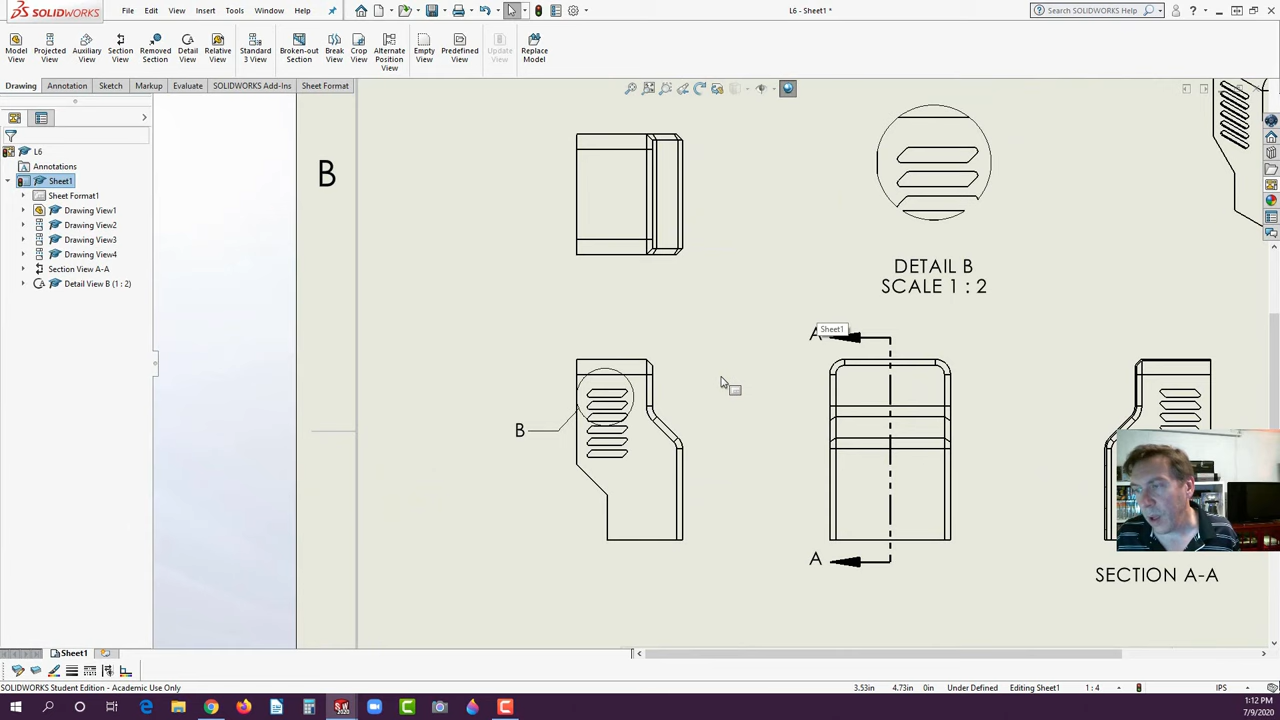 SOLIDWORKS
File
Edit
View
Insert
Tools
Window
Help
L6 - Sheet1 *
Search SOLIDWORKS Help
Model View
Projected View
Auxiliary View
Section View
Removed Section
Detail View
Relative View
Standard 3 View
Broken-out Section
Break View
Crop View
Alternate Position View
Empty View
Predefined View
Update View
Replace Model
Drawing
Annotation
Sketch
Markup
Evaluate
SOLIDWORKS Add-Ins
Sheet Format
L6
Annotations
Sheet1
Sheet Format1
Drawing View1
Drawing View2
Drawing View3
Drawing View4
Section View A-A
Detail View B (1 : 2)
B
DETAIL B
SCALE 1 : 2
A
Sheet1
B
A
SECTION A-A
Sheet1
SOLIDWORKS Student Edition - Academic Use Only
3.53in
4.73in
0in
Under Defined
Editing Sheet1
1 : 4
IPS
1:12 PM
7/9/2020